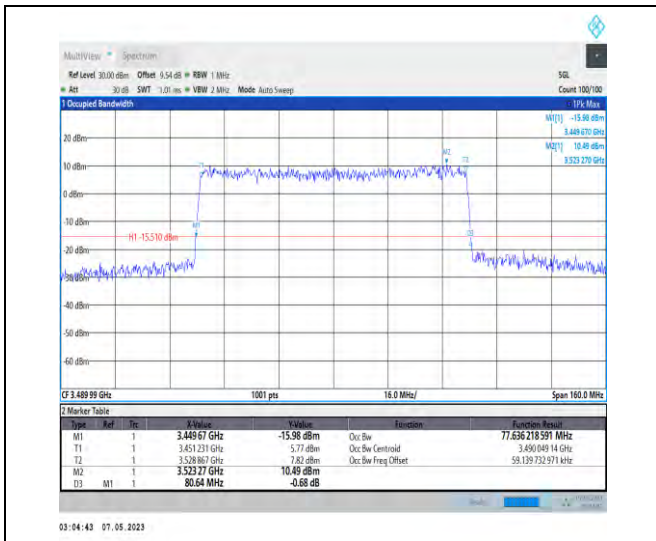 MultiView Spectrum
Ref Level 30.00 dBm Offset 9.54 dB RBW 1 MHz SGL
Att 30 dB SWT 1.01 ms VBW 2 MHz Mode Auto Sweep Count 100/100
1 Occupied Bandwidth 1Pk Max
M1[1] -15.98 dBm
3.449 670 GHz
M2[1] 10.49 dBm
3.523 270 GHz
20 dBm
M2
10 dBm T1 T2
0 dBm
-10 dBm
M1
H1 -15.510 dBm D3
-20 dBm
-30 dBm
-40 dBm
-50 dBm
-60 dBm
CF 3.489 99 GHz 1001 pts 16.0 MHz/ Span 160.0 MHz
2 Marker Table
Type Ref Trc X-Value Y-Value Function Function Result
M1 1 3.449 67 GHz -15.98 dBm Occ Bw 77.636 218 591 MHz
T1 1 3.451 231 GHz 5.77 dBm Occ Bw Centroid 3.490 049 14 GHz
T2 1 3.528 867 GHz 7.82 dBm Occ Bw Freq Offset 59.139 732 971 kHz
M2 1 3.523 27 GHz 10.49 dBm
D3 M1 1 80.64 MHz -0.68 dB
03:04:43 07.05.2023